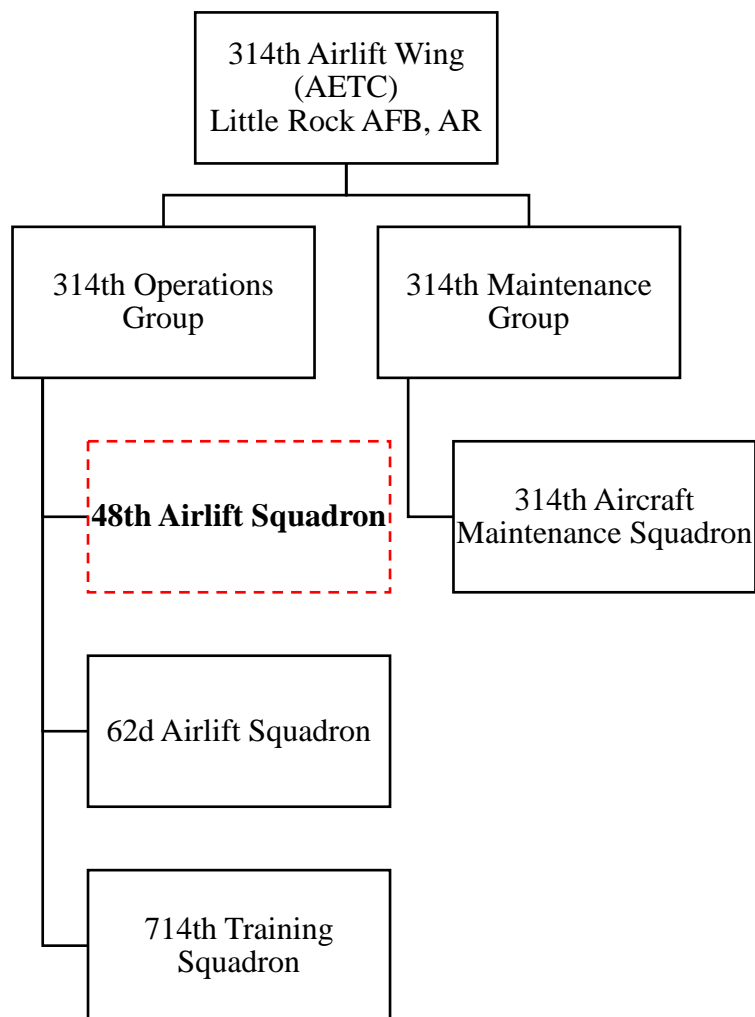 314th Airlift Wing
(AETC)
Little Rock AFB, AR
314th Operations
Group
314th Maintenance
Group
48th Airlift Squadron
314th Aircraft
Maintenance Squadron
62d Airlift Squadron
714th Training
Squadron